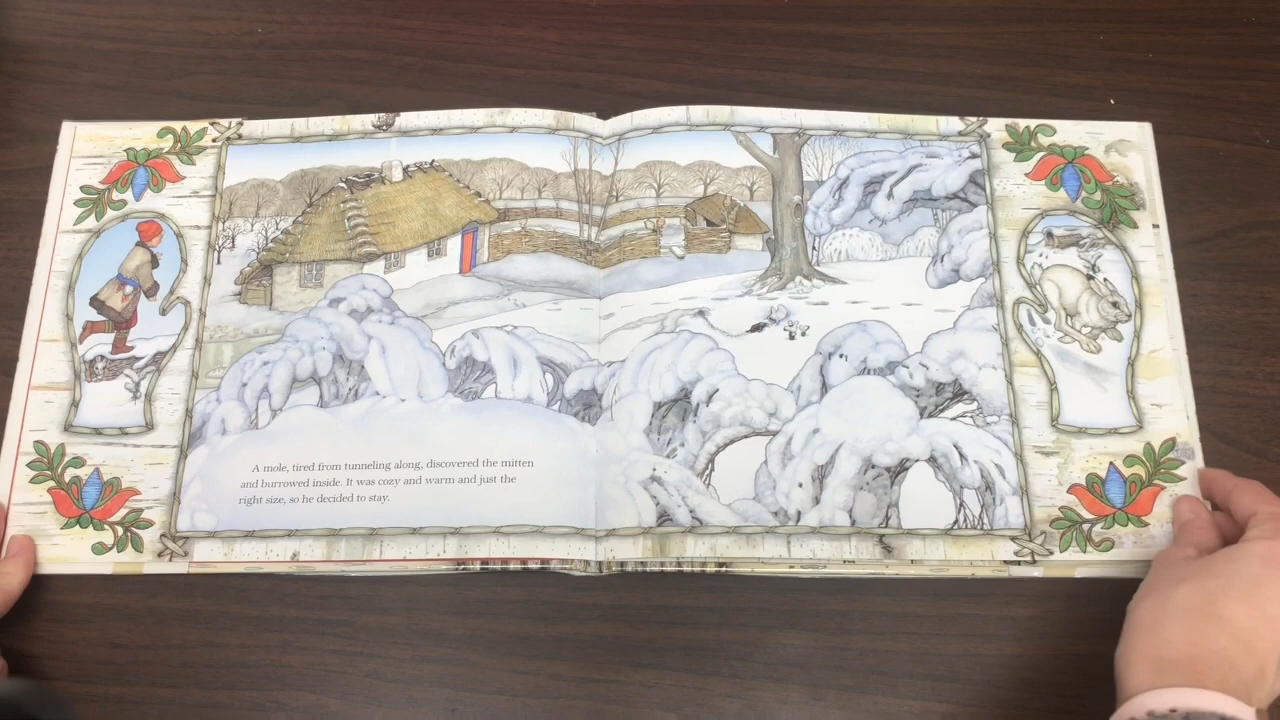 A mole, tired from tunneling along, discovered the mitten
and burrowed inside. It was cozy and warm and just the
right size, so he decided to stay.